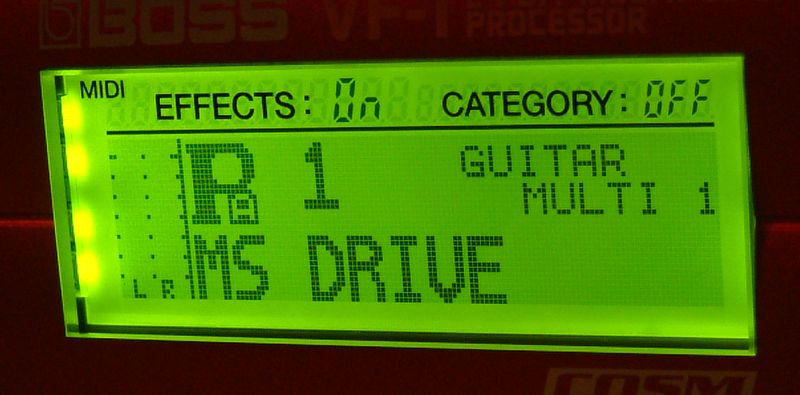 BOSS VF-1
PROCESSOR
MIDI
EFFECTS: On CATEGORY: OFF
P 1 GUITAR
MULTI 1
MS DRIVE
L R
COSM